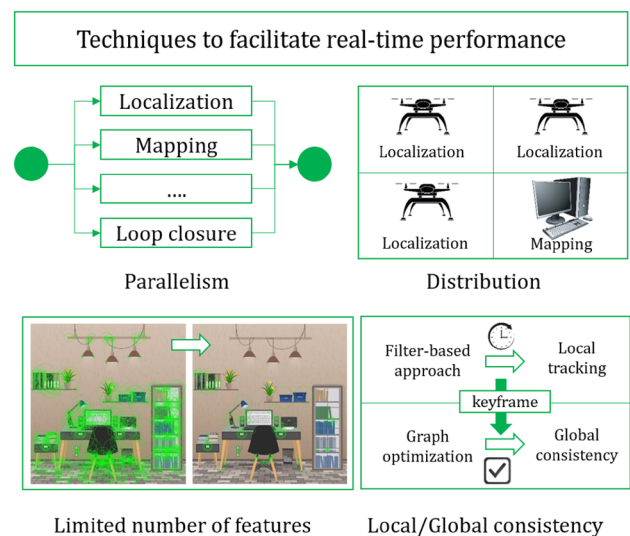 Techniques to facilitate real-time performance
Localization
Mapping
....
Loop closure
Parallelism
Localization
Localization
Localization
Mapping
Distribution
Limited number of features
Filter-based
approach
Local
tracking
keyframe
Graph
optimization
Global
consistency
Local/Global consistency